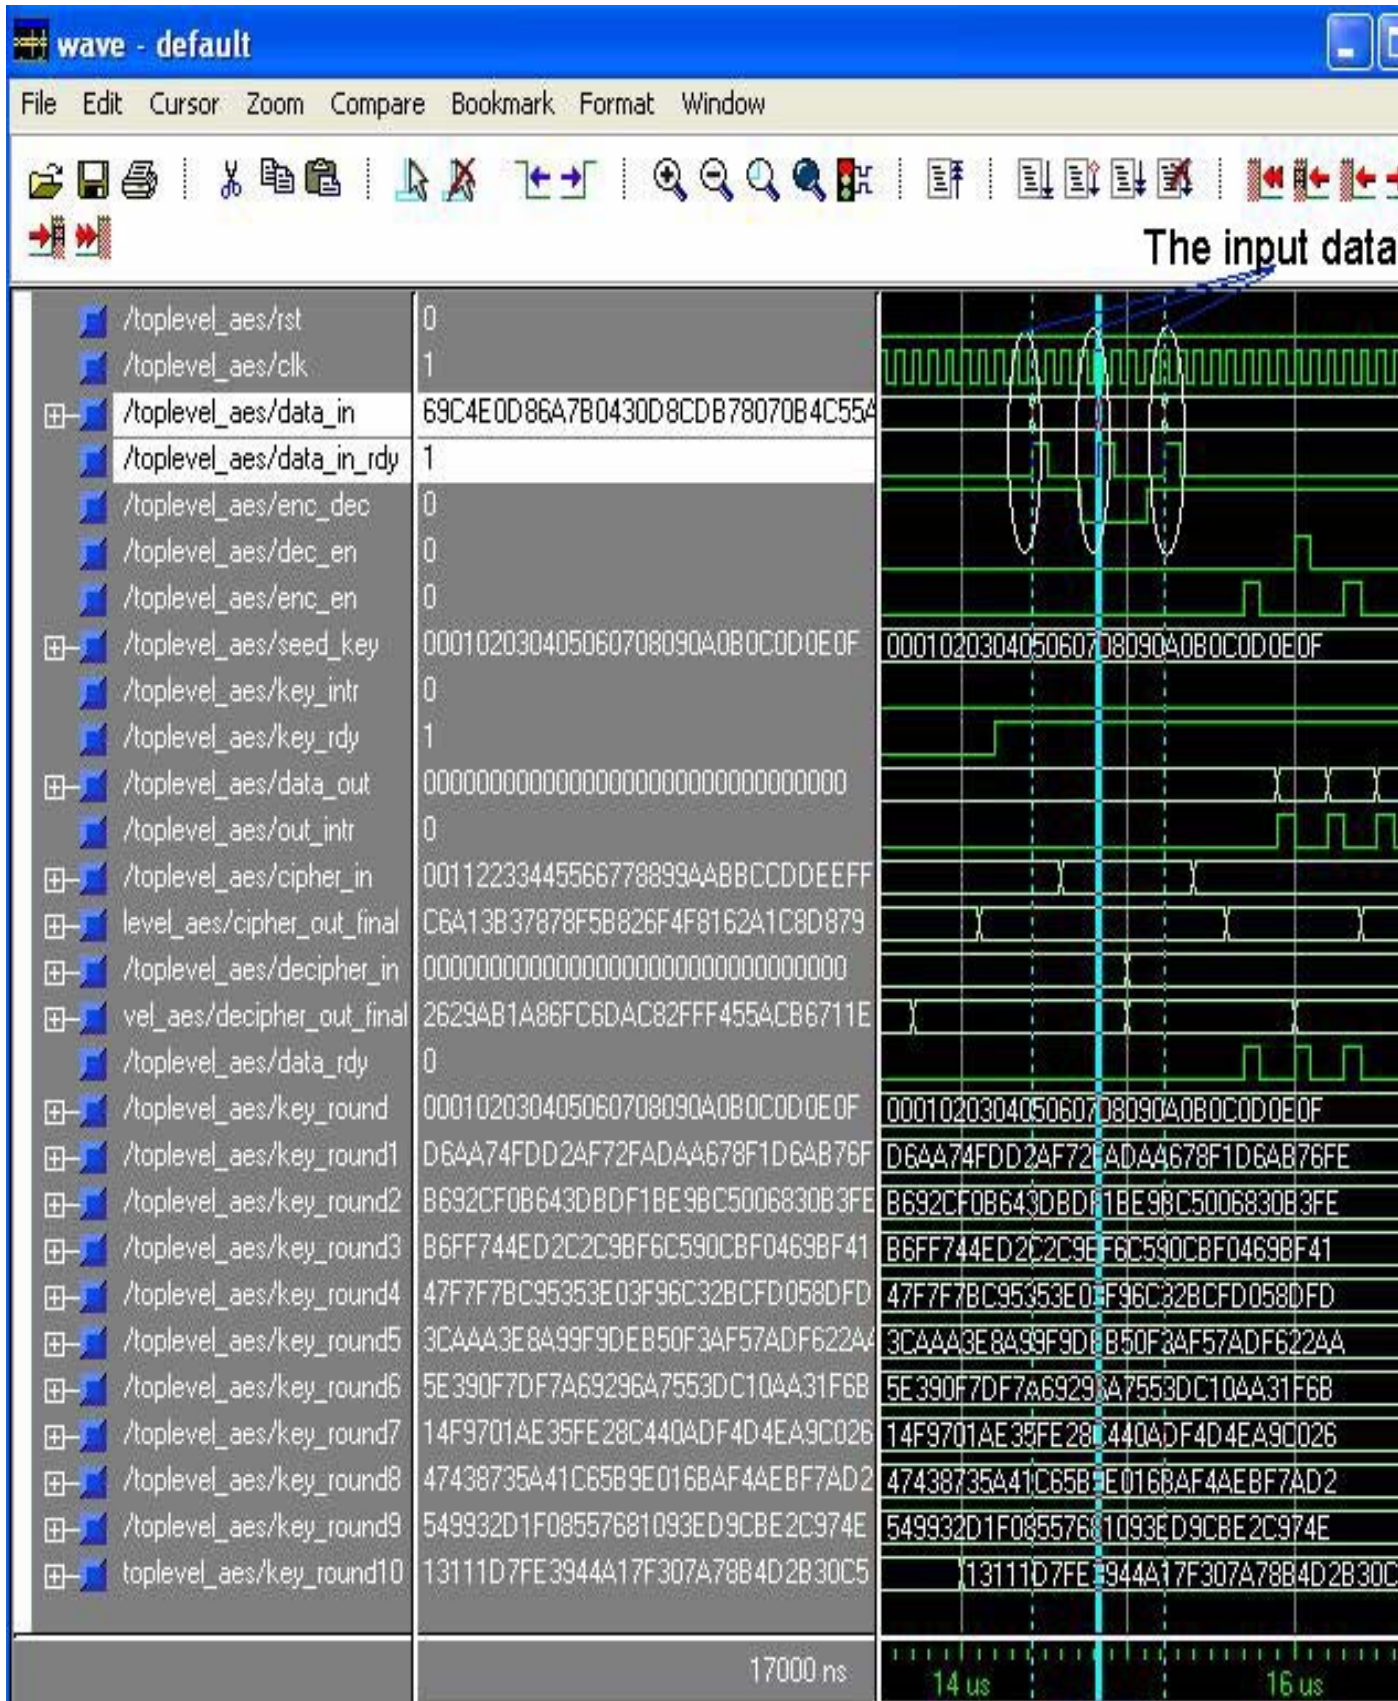 wave - default
File Edit Cursor Zoom Compare Bookmark Format Window
The input data
/toplevel_aes/rst 0
/toplevel_aes/clk 1
/toplevel_aes/data_in 69C4E0D86A7B0430D8CDB78070B4C55A
/toplevel_aes/data_in_rdy 1
/toplevel_aes/enc_dec 0
/toplevel_aes/dec_en 0
/toplevel_aes/enc_en 0
/toplevel_aes/seed_key 000102030405060708090A0B0C0D0E0F 000102030405060708090A0B0C0D0E0F
/toplevel_aes/key_intr 0
/toplevel_aes/key_rdy 1
/toplevel_aes/data_out 00000000000000000000000000000000
/toplevel_aes/out_intr 0
/toplevel_aes/cipher_in 00112233445566778899AABBCCDDEEFF
level_aes/cipher_out_final C6A13B37878F5B826F4F8162A1C8D879
/toplevel_aes/decipher_in 00000000000000000000000000000000
vel_aes/decipher_out_final 2629AB1A86FC6DAC82FFF455ACB6711E
/toplevel_aes/data_rdy 0
/toplevel_aes/key_round 000102030405060708090A0B0C0D0E0F 000102030405060708090A0B0C0D0E0F
/toplevel_aes/key_round1 D6AA74FDD2AF72FADAA678F1D6AB76F D6AA74FDD2AF72FADAA678F1D6AB76FE
/toplevel_aes/key_round2 B692CF0B643DBDF1BE9BC5006830B3FE B692CF0B643DBDF1BE9BC5006830B3FE
/toplevel_aes/key_round3 B6FF744ED2C2C9BF6C590CBF0469BF41 B6FF744ED2C2C9BF6C590CBF0469BF41
/toplevel_aes/key_round4 47F7F7BC95353E03F96C32BCFD058DFD 47F7F7BC95353E03F96C32BCFD058DFD
/toplevel_aes/key_round5 3CAAA3E8A99F9DEB50F3AF57ADF622AA 3CAAA3E8A99F9DEB50F3AF57ADF622AA
/toplevel_aes/key_round6 5E390F7DF7A69296A7553DC10AA31F6B 5E390F7DF7A69296A7553DC10AA31F6B
/toplevel_aes/key_round7 14F9701AE35FE28C440ADF4D4EA9C026 14F9701AE35FE28C440ADF4D4EA9C026
/toplevel_aes/key_round8 47438735A41C65B9E016BAF4AEBF7AD2 47438735A41C65B9E016BAF4AEBF7AD2
/toplevel_aes/key_round9 549932D1F08557681093ED9CBE2C974E 549932D1F08557681093ED9CBE2C974E
toplevel_aes/key_round10 13111D7FE3944A17F307A78B4D2B30C5 13111D7FE3944A17F307A78B4D2B30C
17000 ns 14 us 16 us